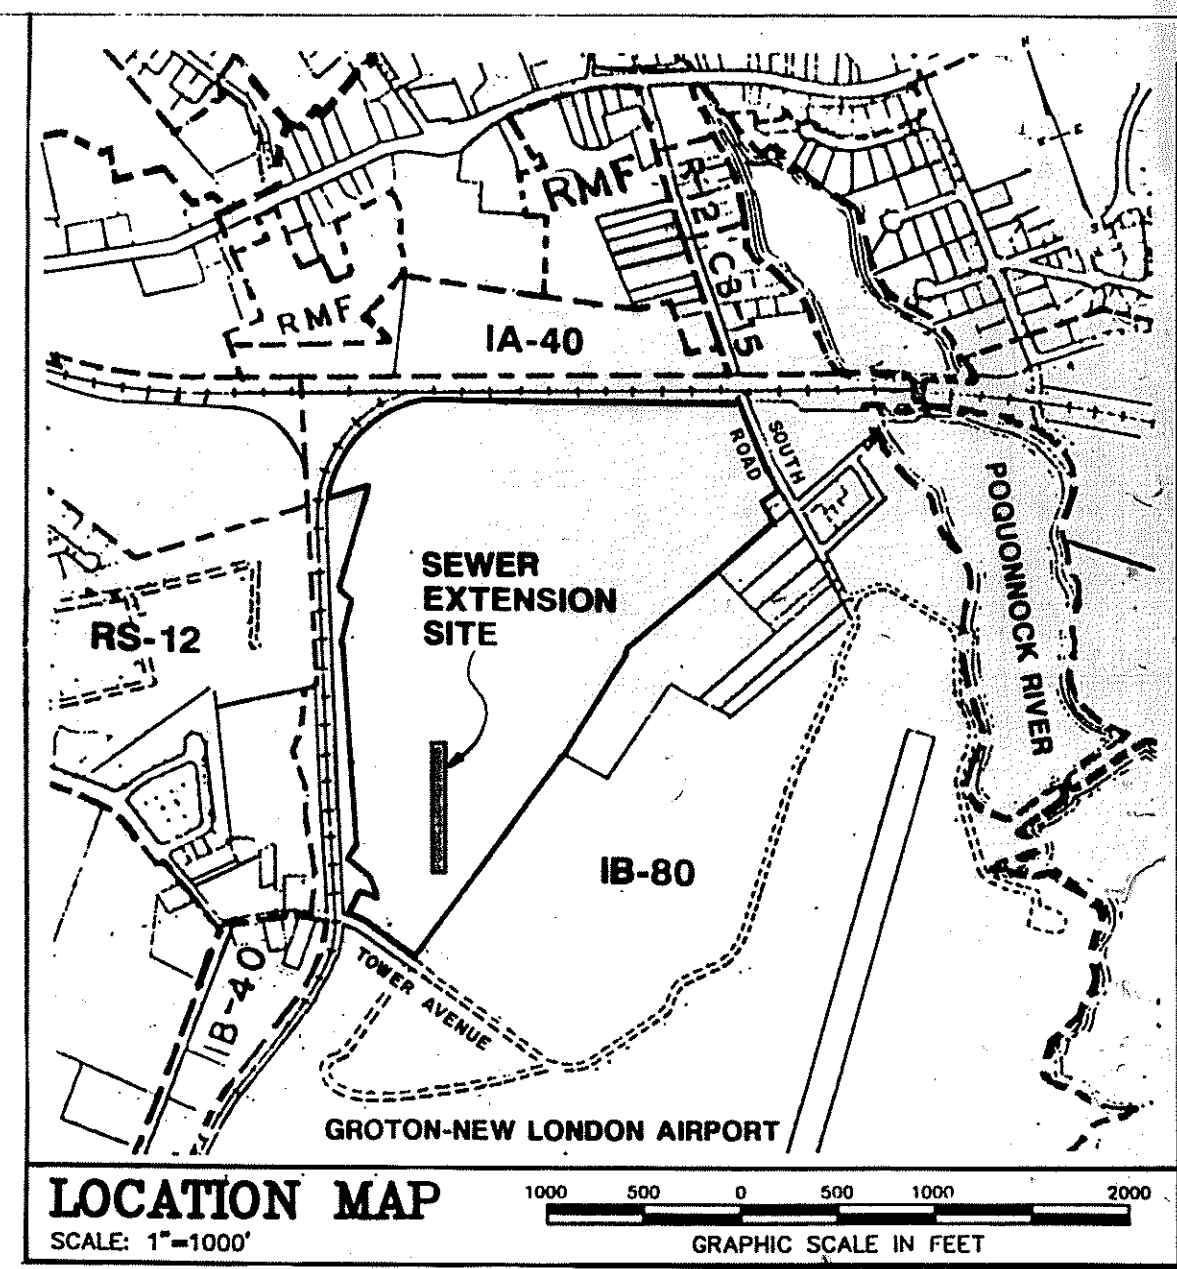 N
E
S
RMF
R-12
CB-15
RMF
IA-40
SOUTH
ROAD
POQUONNOCK RIVER
SEWER
EXTENSION
SITE
RS-12
IB-80
IB-40
TOWER AVENUE
GROTON-NEW LONDON AIRPORT
LOCATION MAP
SCALE: 1"=1000'
1000 500 0 500 1000 2000
GRAPHIC SCALE IN FEET